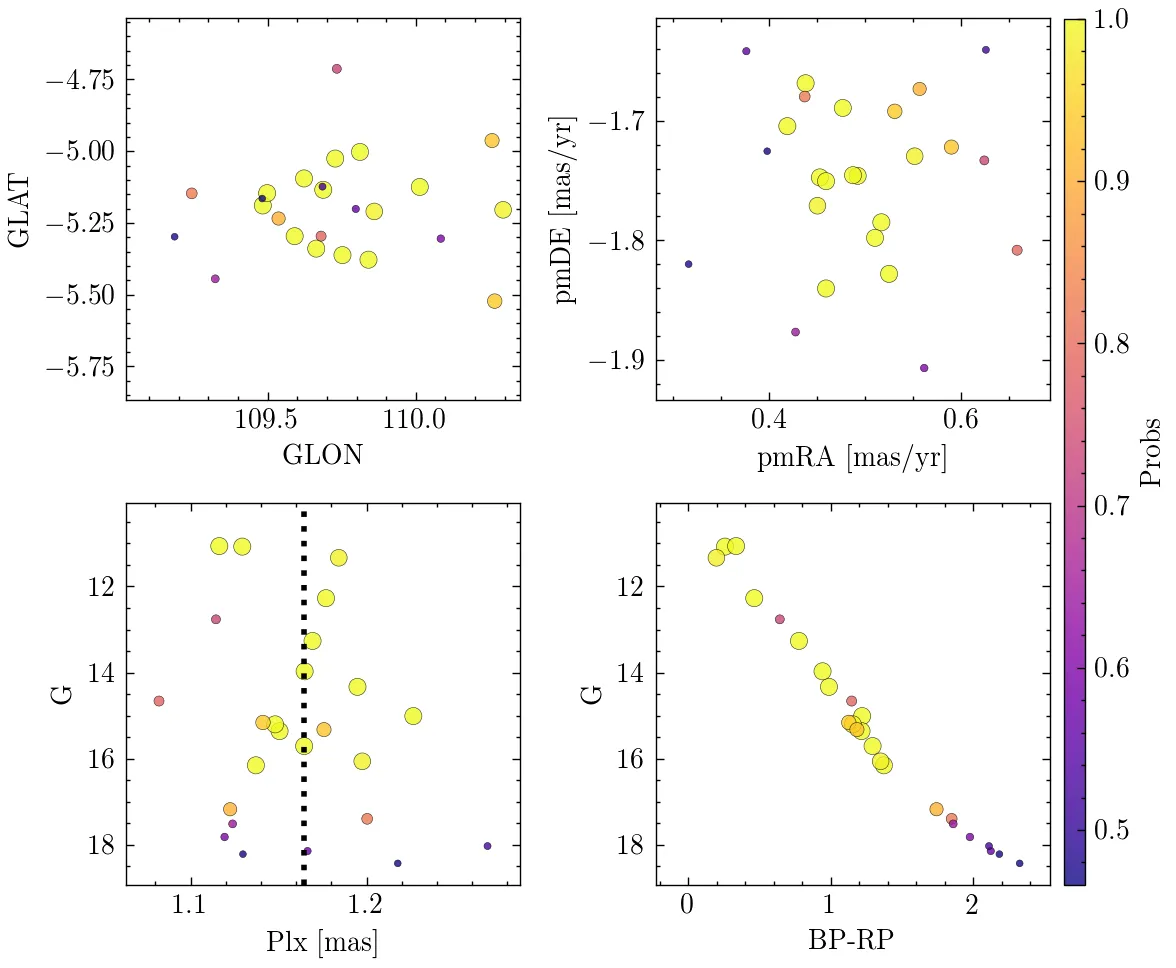 −4.75
−5.00
−5.25
−5.50
−5.75
GLAT
109.5 110.0
GLON
−1.7
−1.8
−1.9
pmDE [mas/yr]
0.4 0.6
pmRA [mas/yr]
12
14
16
18
G
1.1 1.2
Plx [mas]
12
14
16
18
G
0 1 2
BP-RP
1.0
0.9
0.8
0.7
0.6
0.5
Probs